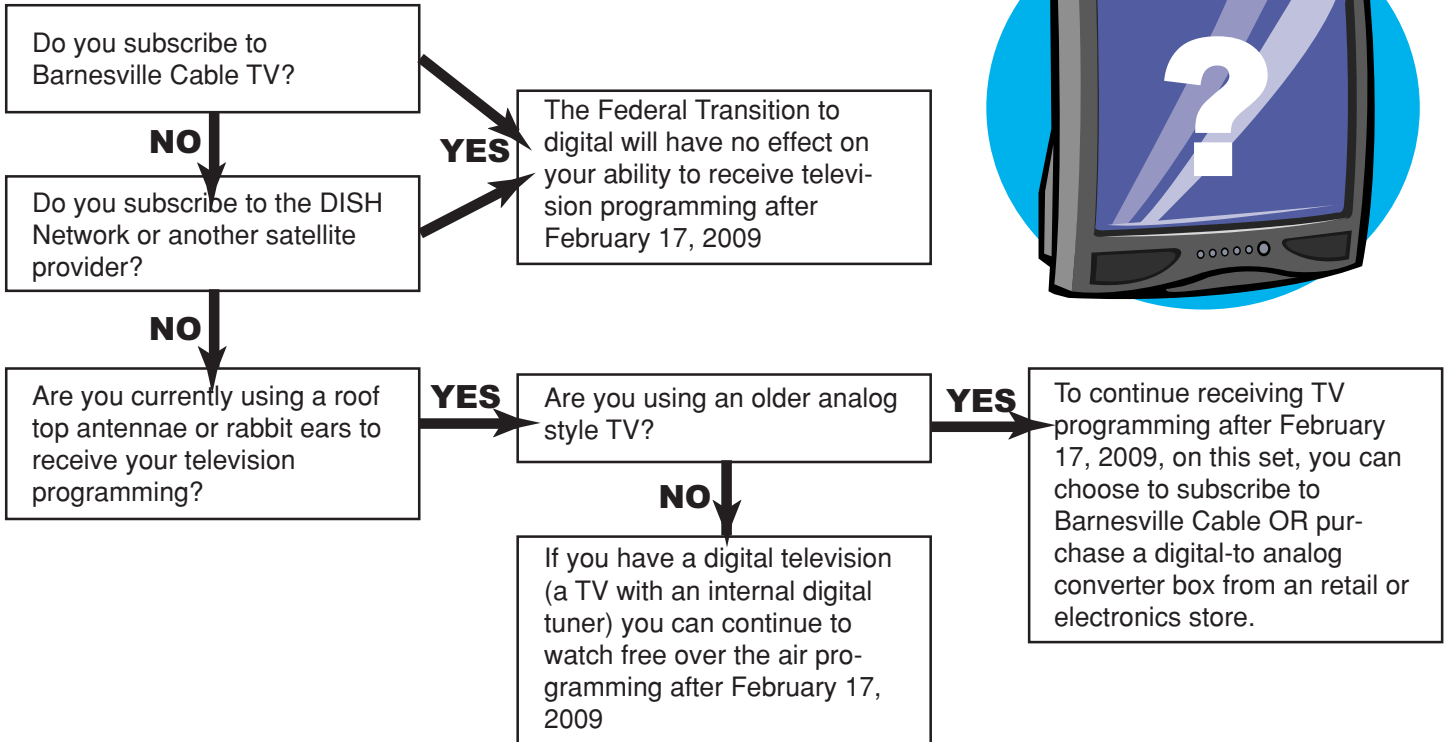 Do you subscribe to
Barnesville Cable TV?
NO
YES
The Federal Transition to
digital will have no effect on
your ability to receive televi-
sion programming after
February 17, 2009
?
Do you subscribe to the DISH
Network or another satellite
provider?
NO
Are you currently using a roof
top antennae or rabbit ears to
receive your television
programming?
YES
Are you using an older analog
style TV?
YES
To continue receiving TV
programming after February
17, 2009, on this set, you can
choose to subscribe to
Barnesville Cable OR pur-
chase a digital-to analog
converter box from an retail or
electronics store.
NO
If you have a digital television
(a TV with an internal digital
tuner) you can continue to
watch free over the air pro-
gramming after February 17,
2009